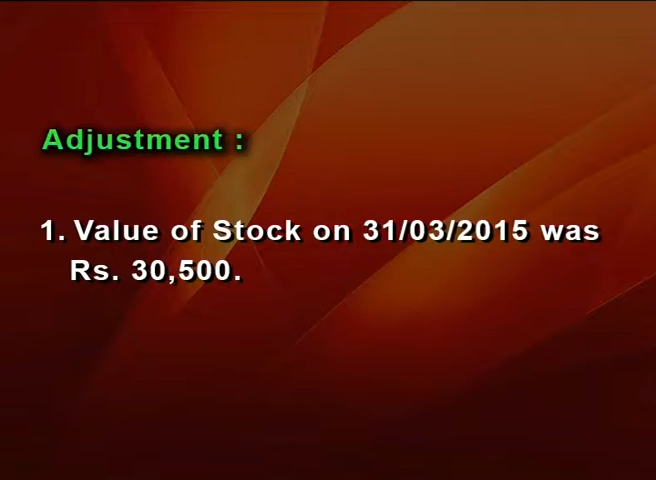 Adjustment :
1. Value of Stock on 31/03/2015 was
Rs. 30,500.